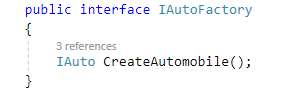 public interface IAutoFactory
{
3 references
IAuto CreateAutomobile();
}